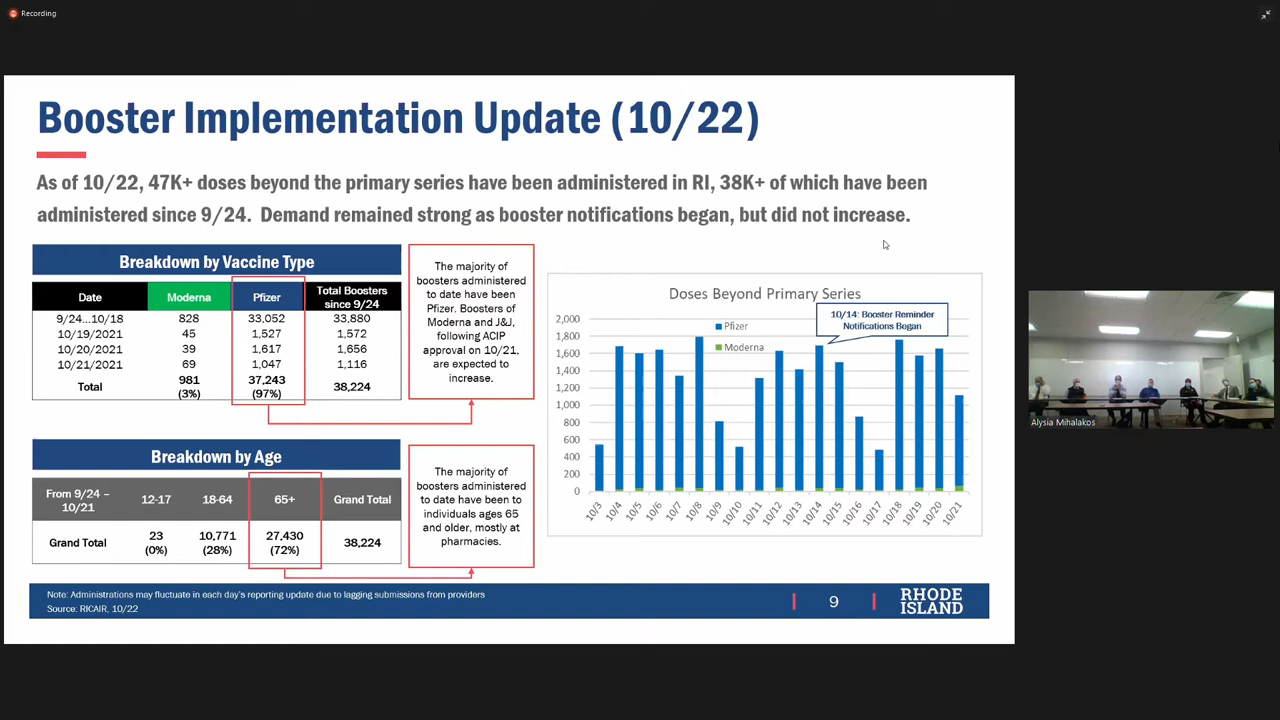 Recording
Booster Implementation Update (10/22)
As of 10/22, 47K+ doses beyond the primary series have been administered in RI, 38K+ of which have been
administered since 9/24. Demand remained strong as booster notifications began, but did not increase.
Breakdown by Vaccine Type
Date Moderna Pfizer Total Boosters since 9/24
9/24...10/18 828 33,052 33,880
10/19/2021 45 1,527 1,572
10/20/2021 39 1,617 1,656
10/21/2021 69 1,047 1,116
Total 981 (3%) 37,243 (97%) 38,224
The majority of
boosters administered
to date have been
Pfizer. Boosters of
Moderna and J&J,
following ACIP
approval on 10/21,
are expected to
increase.
Breakdown by Age
From 9/24 – 10/21 12-17 18-64 65+ Grand Total
Grand Total 23 (0%) 10,771 (28%) 27,430 (72%) 38,224
The majority of
boosters administered
to date have been to
individuals ages 65
and older, mostly at
pharmacies.
Doses Beyond Primary Series
10/14: Booster Reminder
Notifications Began
Pfizer
Moderna
2,000
1,800
1,600
1,400
1,200
1,000
800
600
400
200
0
10/3 10/4 10/5 10/6 10/7 10/8 10/9 10/10 10/11 10/12 10/13 10/14 10/15 10/16 10/17 10/18 10/19 10/20 10/21
Note: Administrations may fluctuate in each day's reporting update due to lagging submissions from providers
Source: RICAIR, 10/22
9
RHODE
ISLAND
Alysia Mihalakos